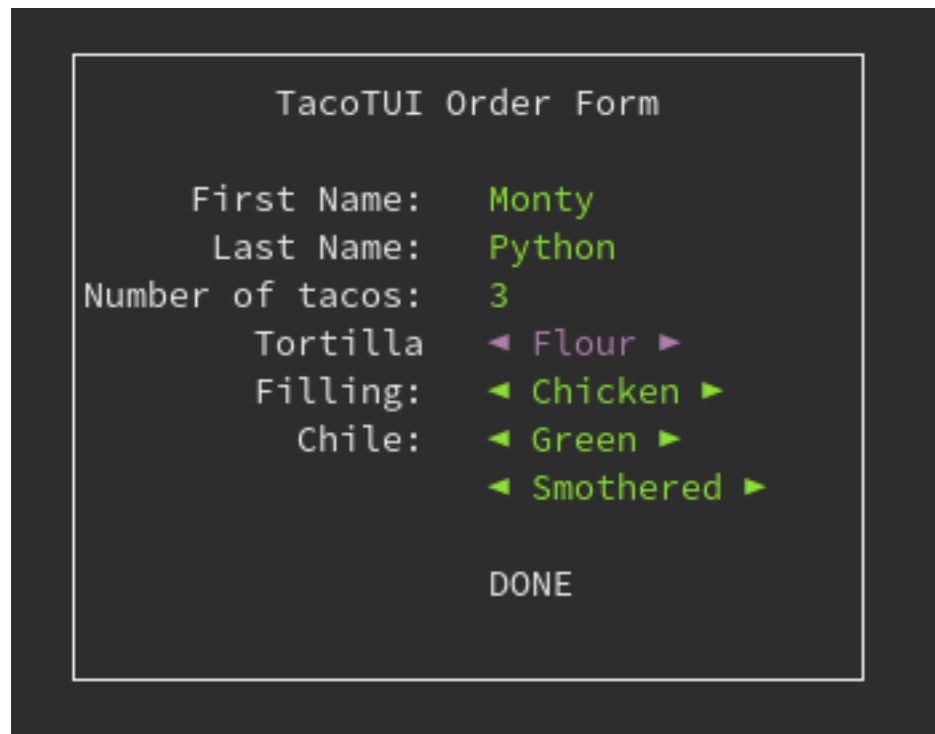 TacoTUI Order Form
First Name: Monty
Last Name: Python
Number of tacos: 3
Tortilla ◄ Flour ►
Filling: ◄ Chicken ►
Chile: ◄ Green ►
◄ Smothered ►
DONE